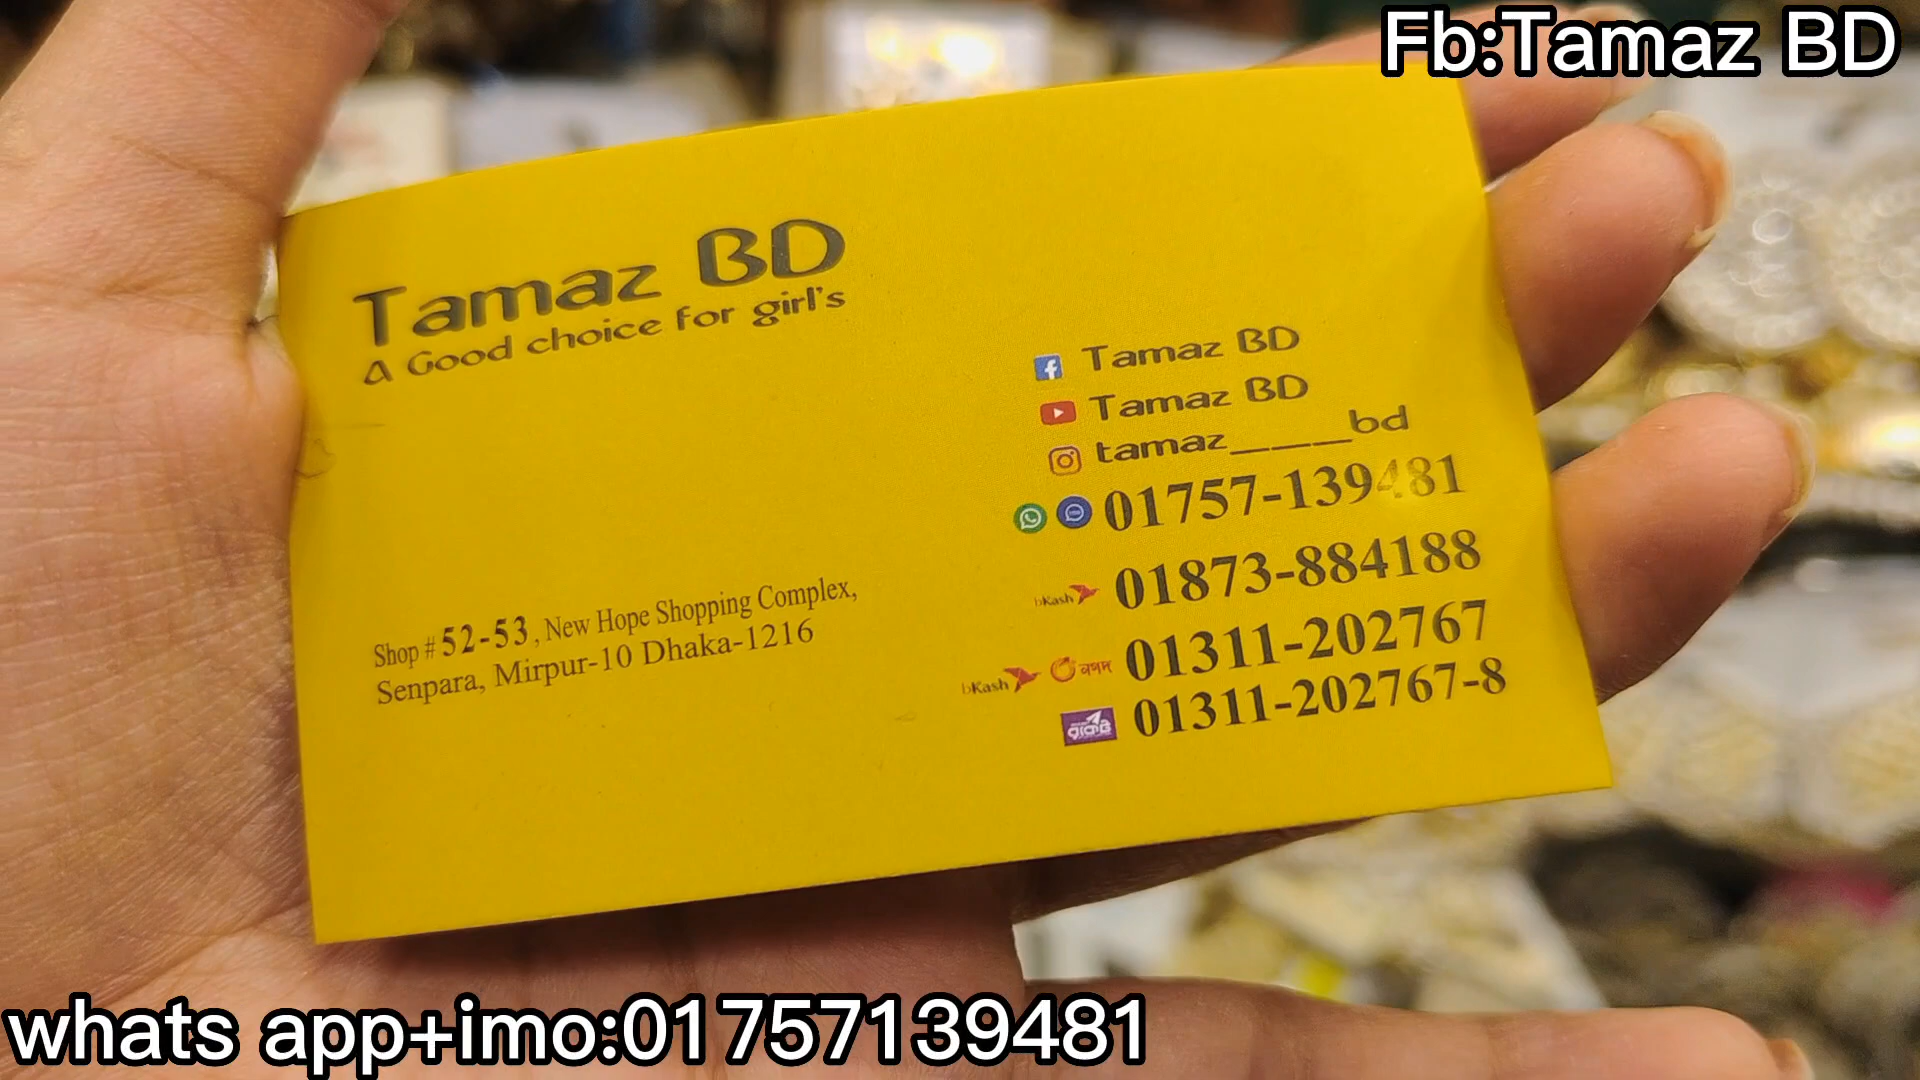 Fb:Tamaz BD
Tamaz BD
A Good choice for girl's
Tamaz BD
Tamaz BD
tamaz____bd
01757-139481
bKash 01873-884188
bKash নগদ 01311-202767
রকেট 01311-202767-8
Shop # 52-53, New Hope Shopping Complex,
Senpara, Mirpur-10 Dhaka-1216
whats app+imo:01757139481